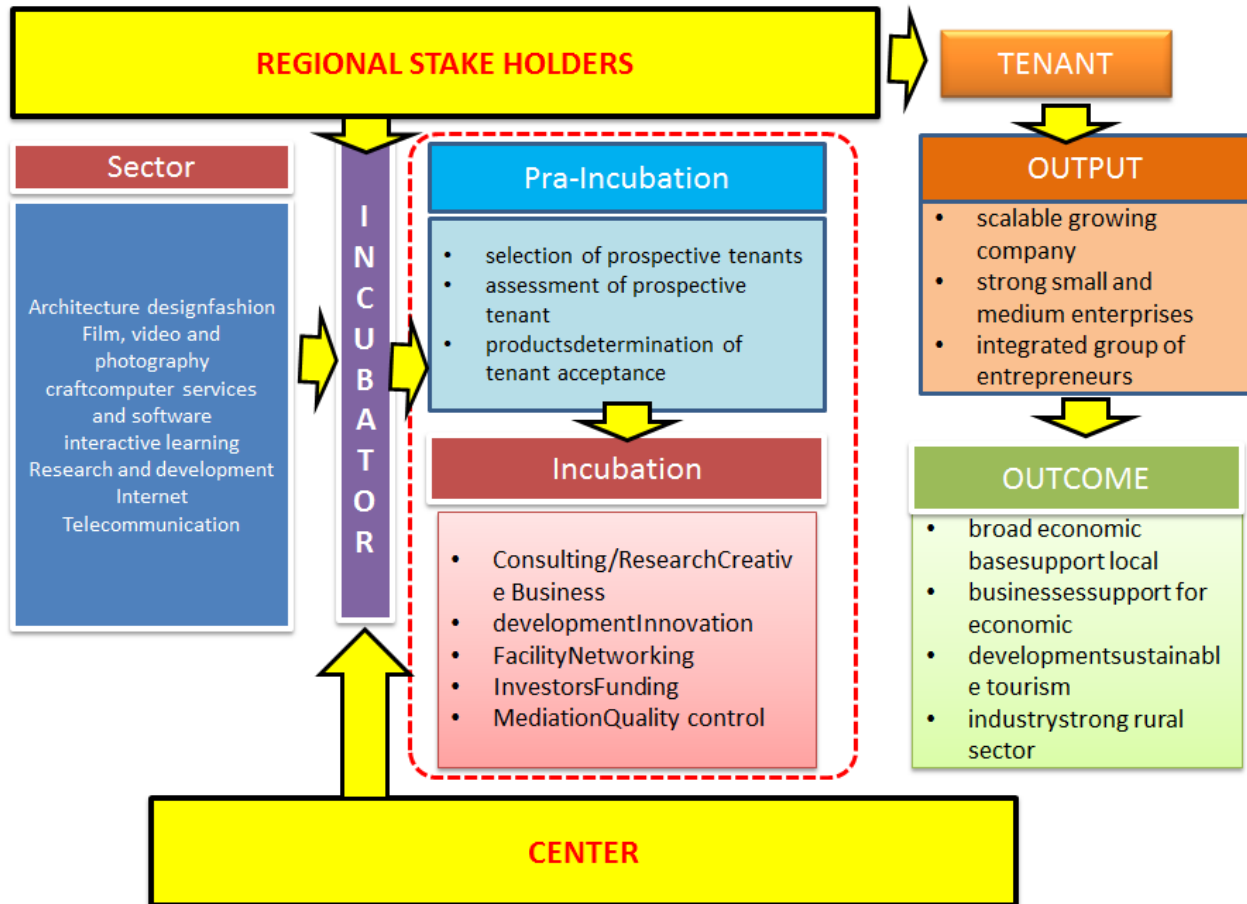 REGIONAL STAKE HOLDERS
TENANT
Sector
Architecture designfashion
Film, video and
photography
craftcomputer services
and software
interactive learning
Research and development
Internet
Telecommunication
I
N
C
U
B
A
T
O
R
Pra-Incubation
• selection of prospective tenants
• assessment of prospective
tenant
• productsdetermination of
tenant acceptance
Incubation
• Consulting/ResearchCreativ
e Business
• developmentInnovation
• FacilityNetworking
• InvestorsFunding
• MediationQuality control
OUTPUT
• scalable growing
company
• strong small and
medium enterprises
• integrated group of
entrepreneurs
OUTCOME
• broad economic
basesupport local
• businessessupport for
economic
• developmentsustainabl
e tourism
• industrystrong rural
sector
CENTER